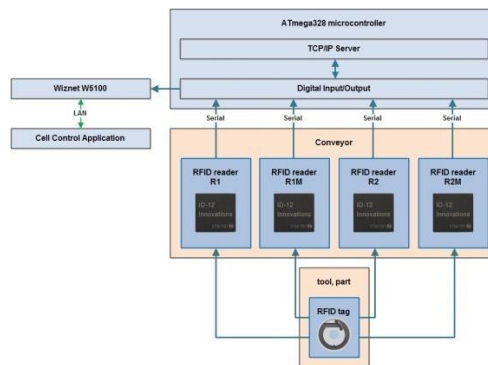 ATmega328 microcontroller
TCP/IP Server
Digital Input/Output
Wiznet W5100
LAN
Cell Control Application
Serial
Serial
Serial
Serial
Conveyor
RFID reader
R1
RFID reader
R1M
RFID reader
R2
RFID reader
R2M
ID-12
Innovations
ID-12
Innovations
ID-12
Innovations
ID-12
Innovations
tool, part
RFID tag